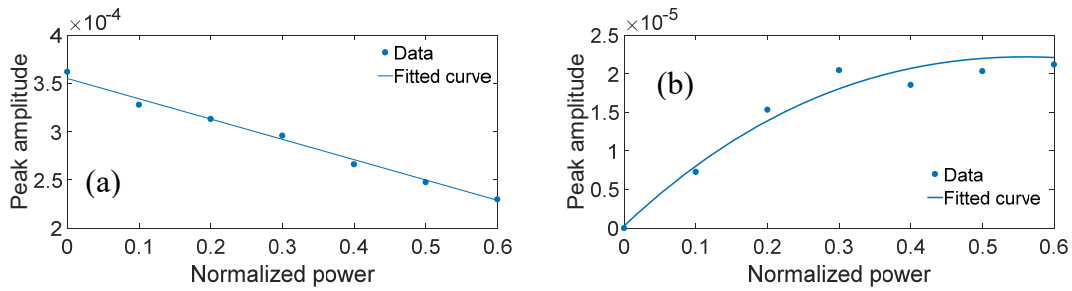 ×10⁻⁴
4
3.5
3
2.5
2
Peak amplitude
Data
Fitted curve
(a)
0 0.1 0.2 0.3 0.4 0.5 0.6
Normalized power
×10⁻⁵
2.5
2
1.5
1
0.5
0
Peak amplitude
(b)
Data
Fitted curve
0 0.1 0.2 0.3 0.4 0.5 0.6
Normalized power